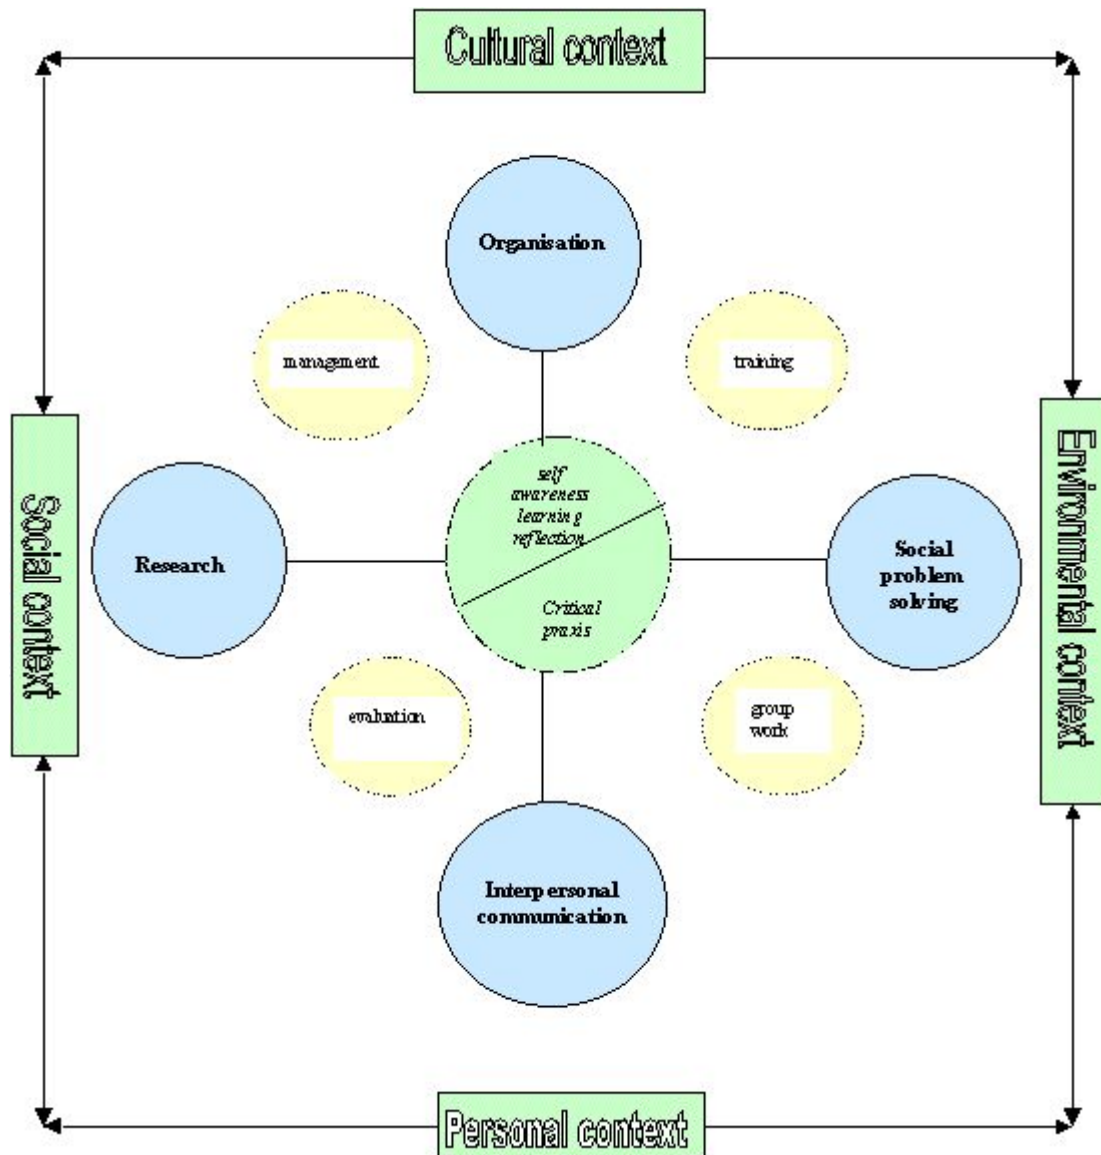 Cultural context
Organisation
management
training
Social context
Environmental context
self
awareness
learning
reflection
Research
Social
problem
solving
Critical
praxis
evaluation
group
work
Interpersonal
communication
Personal context